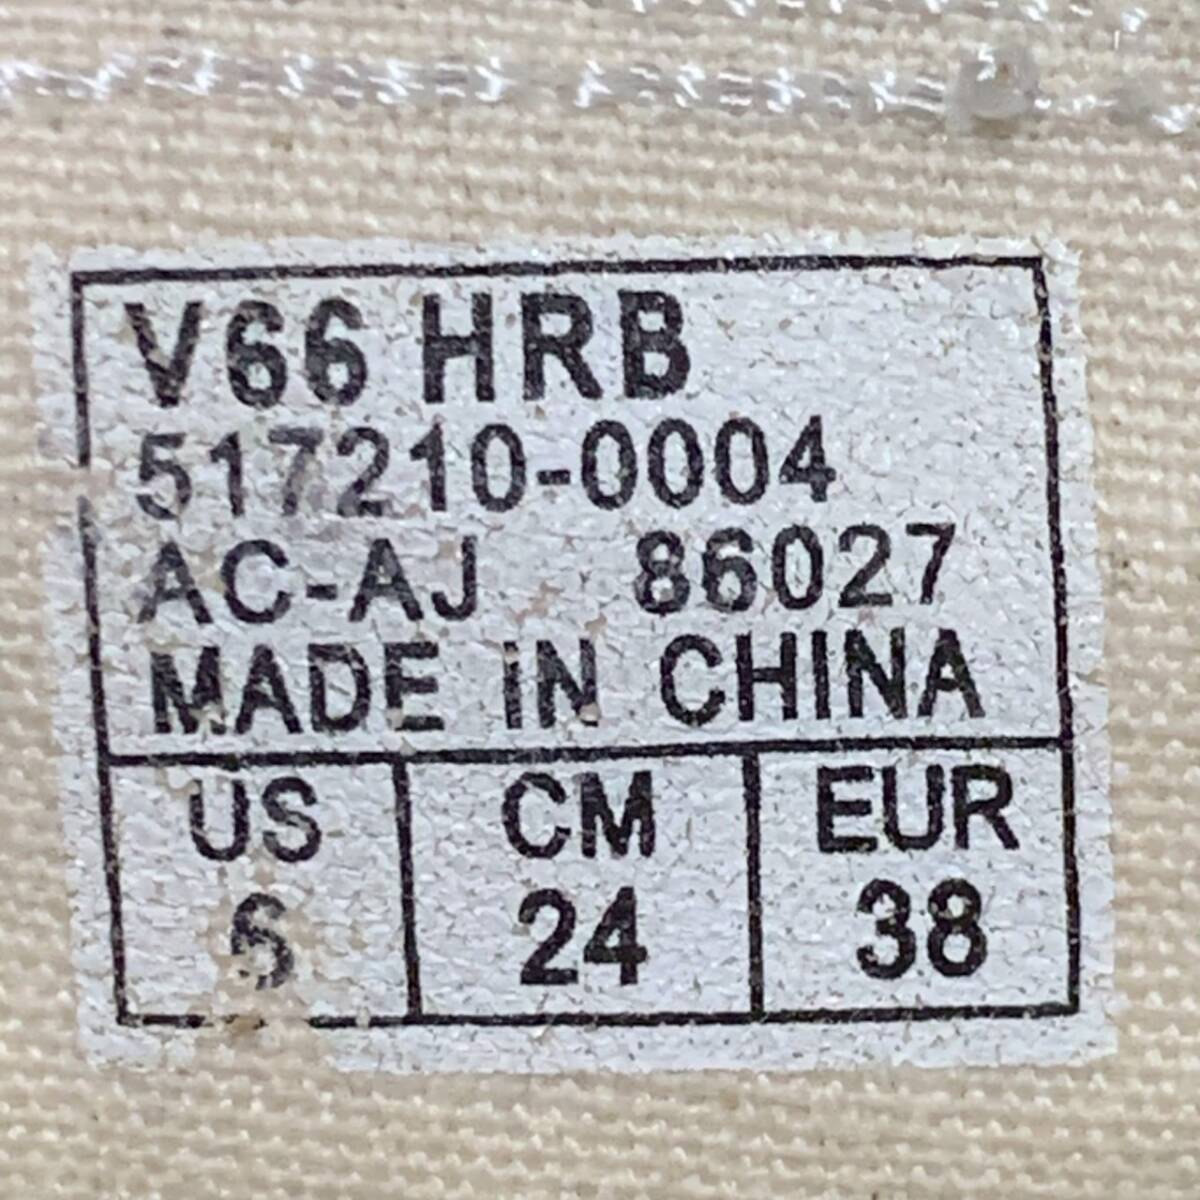 V66 HRB
517210-0004
AC-AJ 86027
MADE IN CHINA
US CM EUR
6 24 38